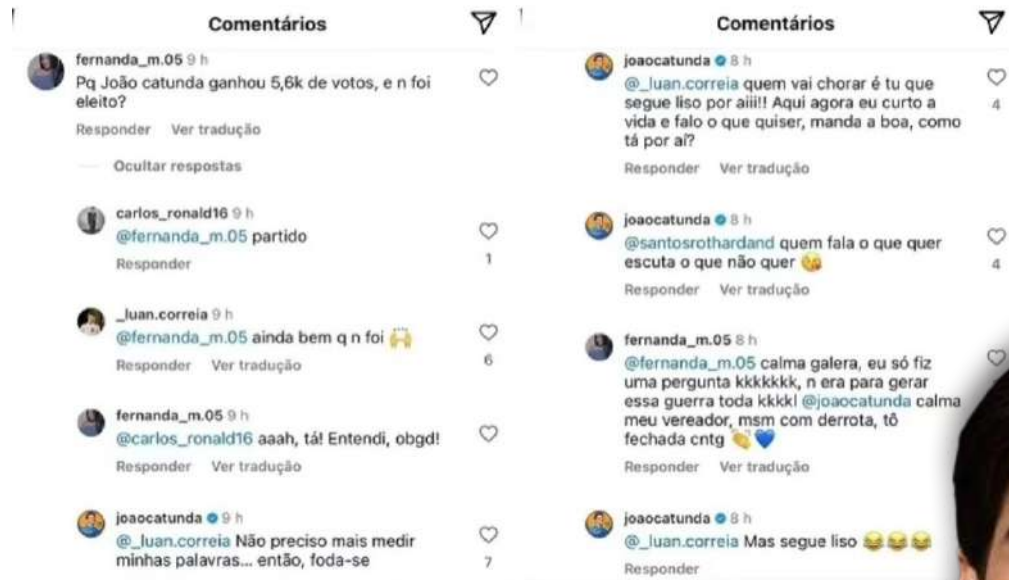 Comentários
fernanda_m.05 9 h
Pq João catunda ganhou 5,6k de votos, e n foi
eleito?
Responder Ver tradução
Ocultar respostas
carlos_ronald16 9 h
@fernanda_m.05 partido
Responder
1
_luan.correia 9 h
@fernanda_m.05 ainda bem q n foi 🙌
Responder Ver tradução
6
fernanda_m.05 9 h
@carlos_ronald16 aaah, tá! Entendi, obgd!
Responder Ver tradução
joaocatunda 9 h
@_luan.correia Não preciso mais medir
minhas palavras... então, foda-se
7
Comentários
joaocatunda 8 h
@_luan.correia quem vai chorar é tu que
segue liso por aiii!! Aqui agora eu curto a
vida e falo o que quiser, manda a boa, como
tá por aí?
Responder Ver tradução
4
joaocatunda 8 h
@santosrothardand quem fala o que quer
escuta o que não quer 😘
Responder Ver tradução
4
fernanda_m.05 8 h
@fernanda_m.05 calma galera, eu só fiz
uma pergunta kkkkkkk, n era para gerar
essa guerra toda kkkk! @joaocatunda calma
meu vereador, msm com derrota, tô
fechada cntg 👏💙
Responder Ver tradução
joaocatunda 8 h
@_luan.correia Mas segue liso 😂😂😂
Responder